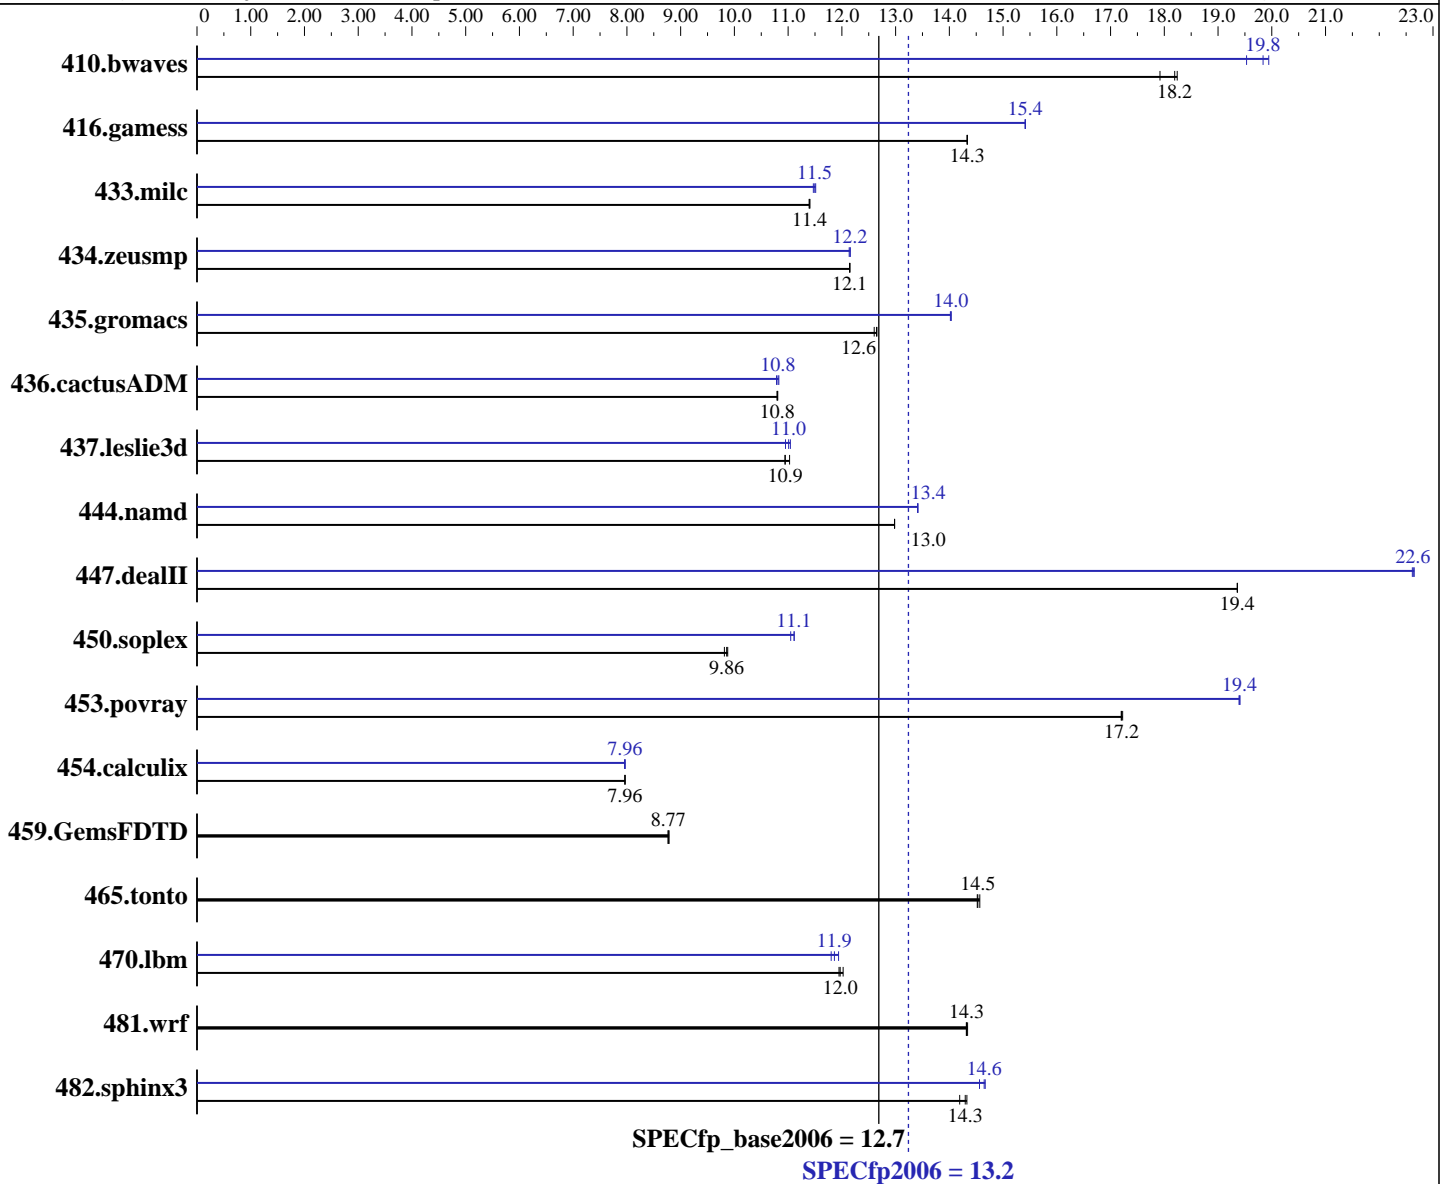 0 1.00 2.00 3.00 4.00 5.00 6.00 7.00 8.00 9.00 10.0 11.0 12.0 13.0 14.0 15.0 16.0 17.0 18.0 19.0 20.0 21.0 23.0
19.8
410.bwaves
18.2
15.4
416.gamess
14.3
11.5
433.milc
11.4
12.2
434.zeusmp
12.1
14.0
435.gromacs
12.6
10.8
436.cactusADM
10.8
11.0
437.leslie3d
10.9
13.4
444.namd
13.0
22.6
447.dealII
19.4
11.1
450.soplex
9.86
19.4
453.povray
17.2
7.96
454.calculix
7.96
8.77
459.GemsFDTD
14.5
465.tonto
11.9
470.lbm
12.0
14.3
481.wrf
14.6
482.sphinx3
14.3
SPECfp_base2006 = 12.7
SPECfp2006 = 13.2